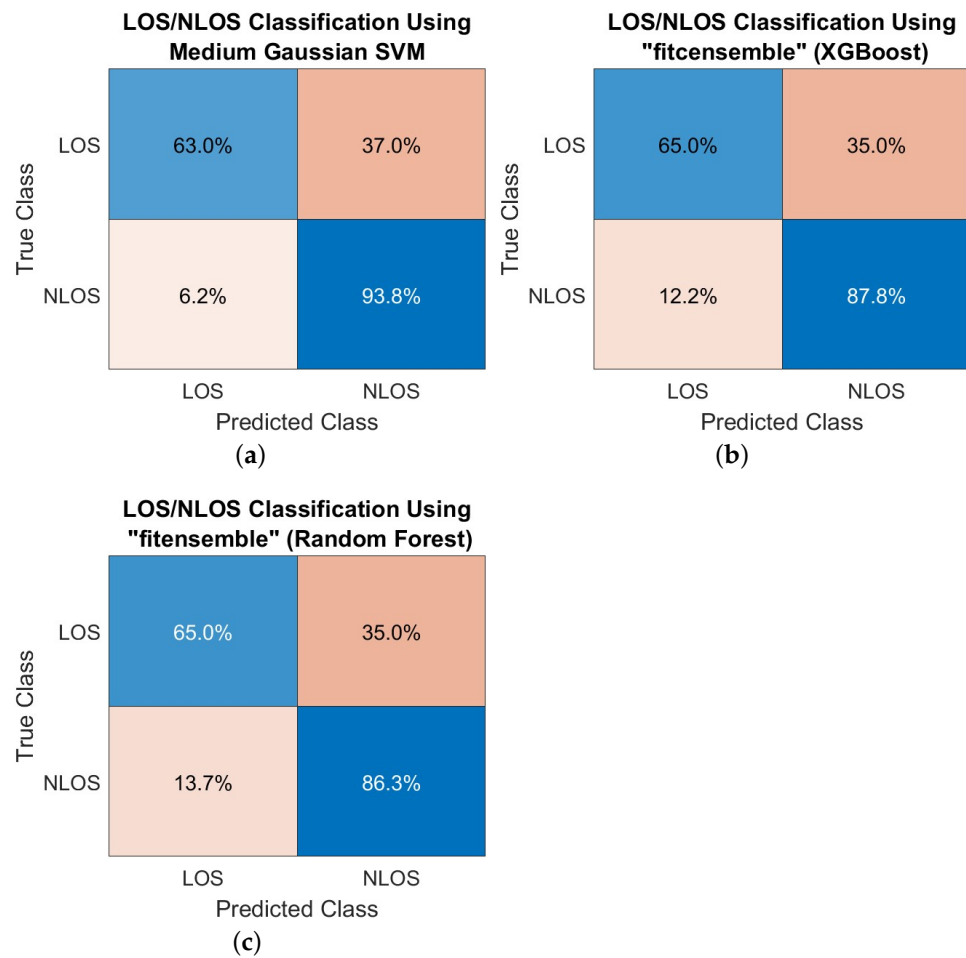 LOS/NLOS Classification Using
Medium Gaussian SVM
True Class
LOS
63.0%
37.0%
NLOS
6.2%
93.8%
LOS
NLOS
Predicted Class
(a)
LOS/NLOS Classification Using
"fitcensemble" (XGBoost)
True Class
LOS
65.0%
35.0%
NLOS
12.2%
87.8%
LOS
NLOS
Predicted Class
(b)
LOS/NLOS Classification Using
"fitensemble" (Random Forest)
True Class
LOS
65.0%
35.0%
NLOS
13.7%
86.3%
LOS
NLOS
Predicted Class
(c)